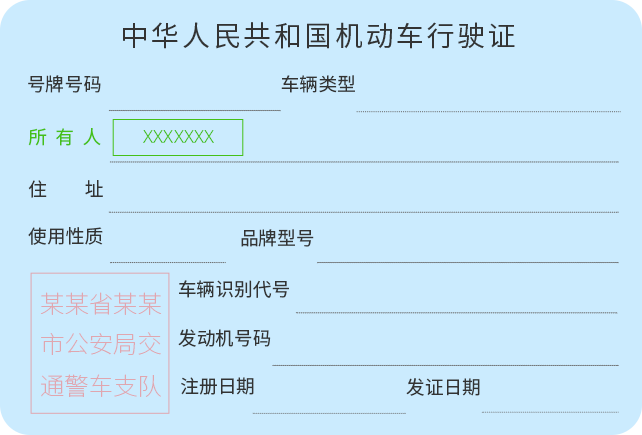 中华人民共和国机动车行驶证
号牌号码 车辆类型
所有人 XXXXXXX
住 址
使用性质 品牌型号
车辆识别代号
发动机号码
注册日期 发证日期
某某省某某
市公安局交
通警车支队